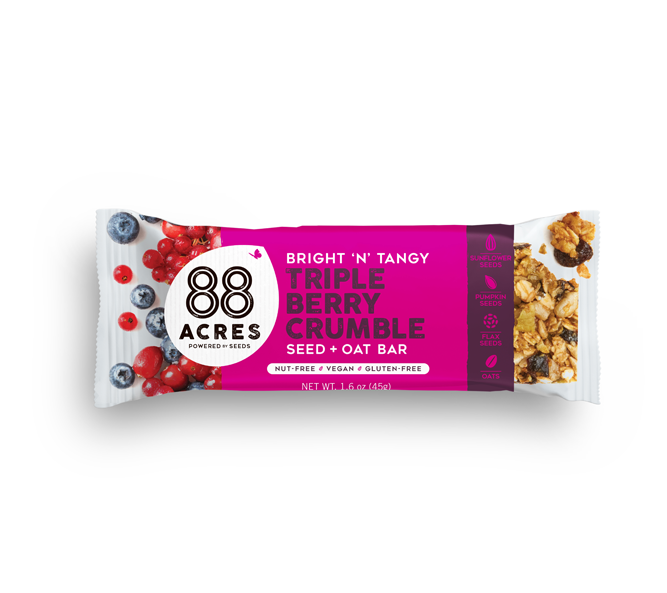 88
ACRES
POWERED BY SEEDS
BRIGHT 'N' TANGY
TRIPLE
BERRY
CRUMBLE
SEED + OAT BAR
NUT-FREE VEGAN GLUTEN-FREE
NET WT. 1.6 oz (45g)
SUNFLOWER
SEEDS
PUMPKIN
SEEDS
FLAX
SEEDS
OATS